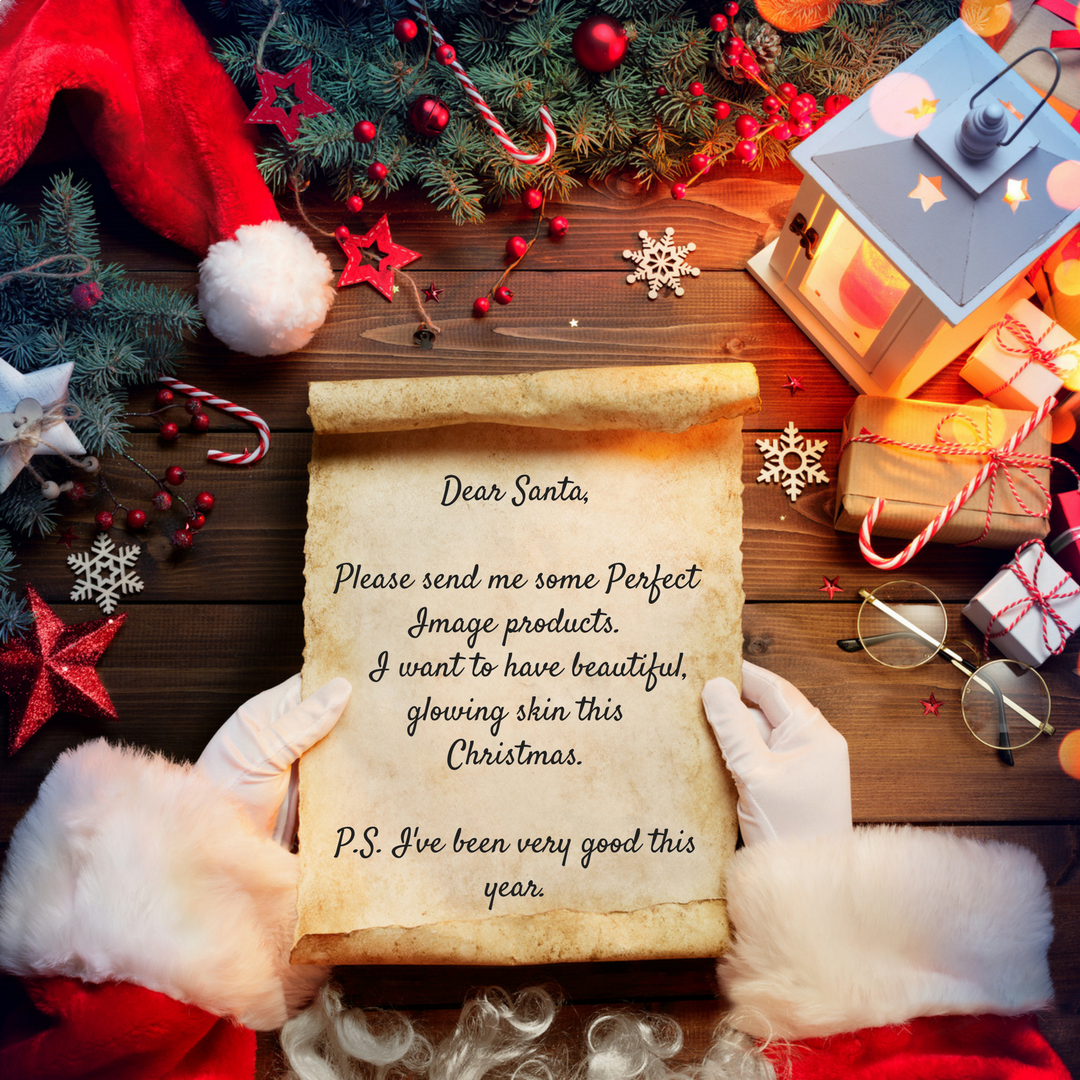 Dear Santa,
Please send me some Perfect
Image products.
I want to have beautiful,
glowing skin this
Christmas.
P.S. I've been very good this
year.